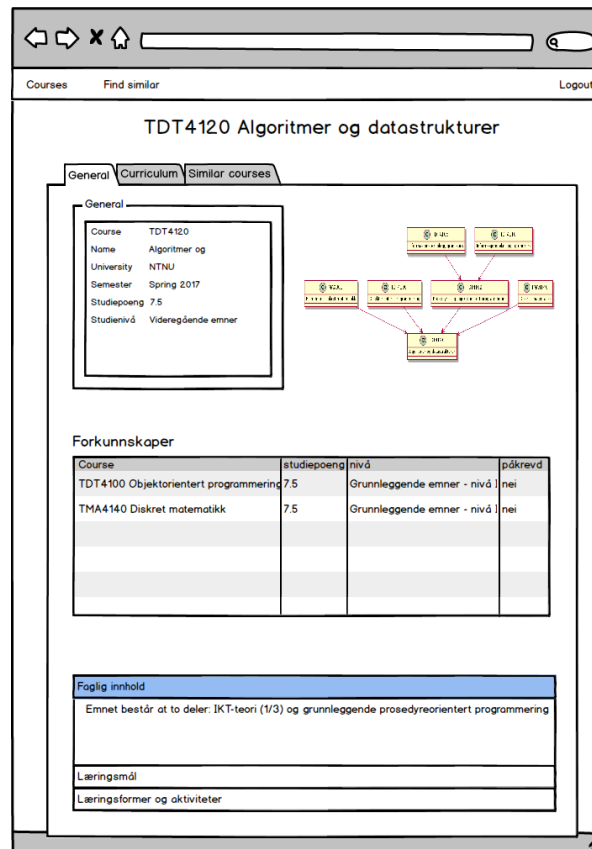 Courses Find similar Logout
TDT4120 Algoritmer og datastrukturer
General Curriculum Similar courses
General
Course TDT4120
Name Algoritmer og
University NTNU
Semester Spring 2017
Studiepoeng 7.5
Studienivå Videregående emner
Forkunnskaper
Course studiepoeng nivå påkrevd
TDT4100 Objektorientert programmering 7.5 Grunnleggende emner - nivå I nei
TMA4140 Diskret matematikk 7.5 Grunnleggende emner - nivå I nei
Faglig innhold
Emnet består at to deler: IKT-teori (1/3) og grunnleggende prosedyreorientert programmering
Læringsmål
Læringsformer og aktiviteter